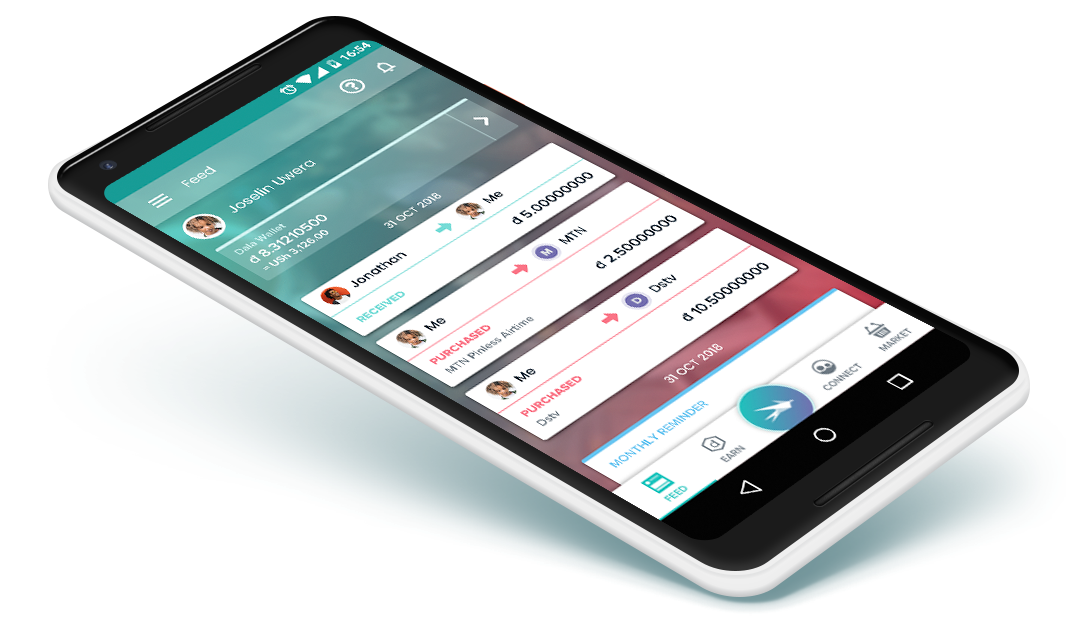 16:54
Feed
Joselin Uwera
Dala Wallet
đ 8.31210500
≈ USh 3,126.00
31 OCT 2018
Jonathan
Me
RECEIVED
đ 5.00000000
Me
M
MTN
PURCHASED
đ 2.50000000
MTN Pinless Airtime
Me
D
Dstv
PURCHASED
đ 10.50000000
Dstv
31 OCT 2018
MONTHLY REMINDER
FEED
EARN
CONNECT
MARKET